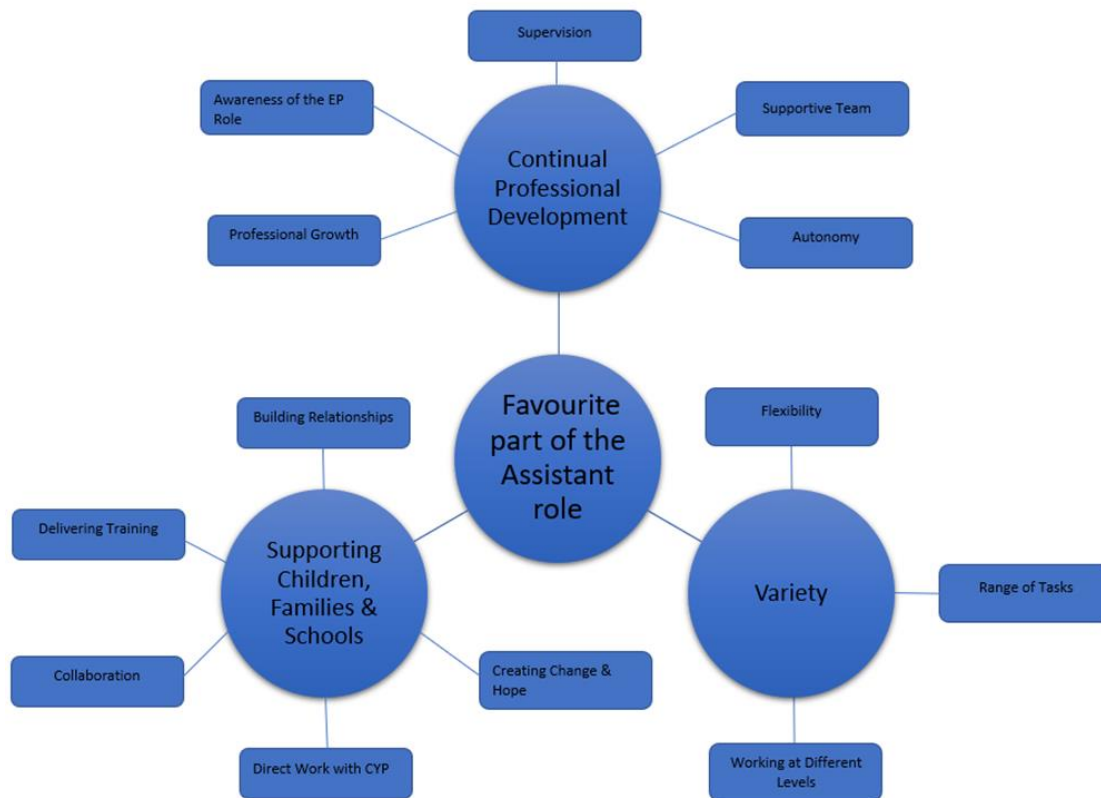 Supervision
Awareness of the EP
Role
Supportive Team
Continual
Professional
Development
Professional Growth
Autonomy
Favourite
part of the
Assistant
role
Building Relationships
Flexibility
Delivering Training
Supporting
Children,
Families &
Schools
Variety
Range of Tasks
Collaboration
Creating Change &
Hope
Direct Work with CYP
Working at Different
Levels